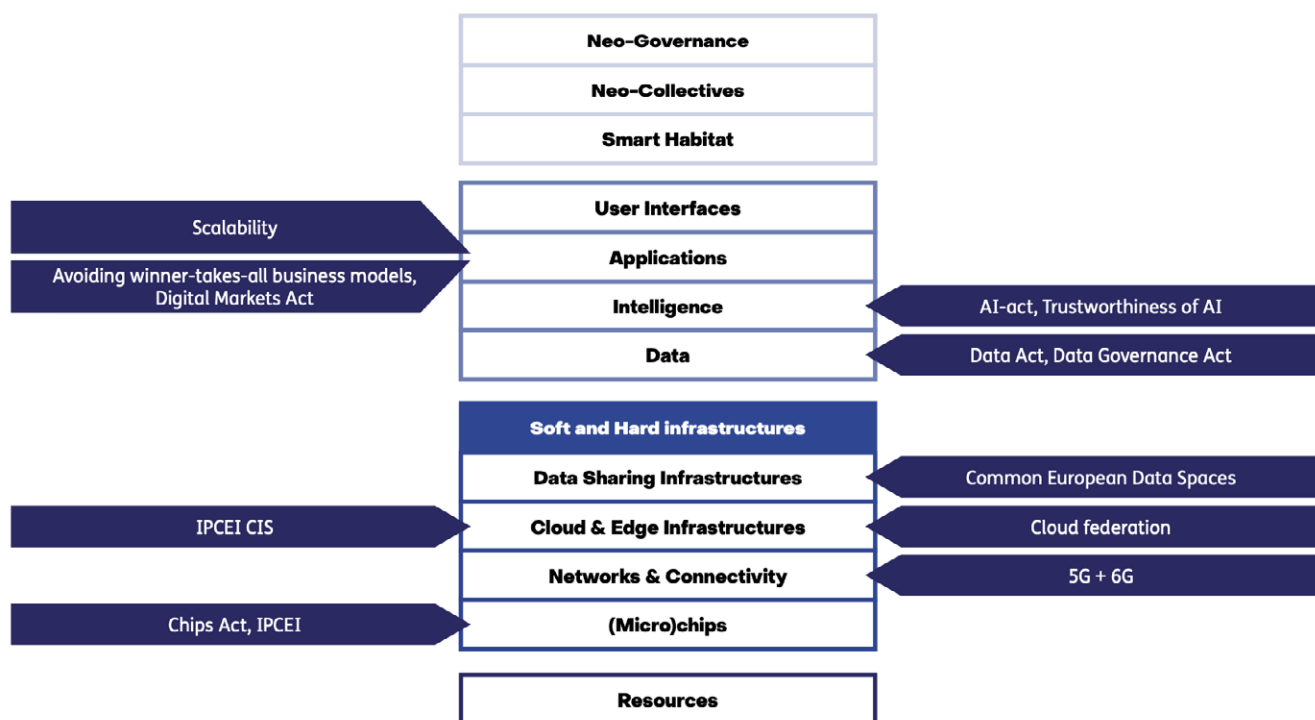 Neo-Governance
Neo-Collectives
Smart Habitat
User Interfaces
Scalability
Applications
Avoiding winner-takes-all business models,
Digital Markets Act
Intelligence
AI-act, Trustworthiness of AI
Data
Data Act, Data Governance Act
Soft and Hard infrastructures
Data Sharing Infrastructures
Common European Data Spaces
IPCEI CIS
Cloud & Edge Infrastructures
Cloud federation
Networks & Connectivity
5G + 6G
Chips Act, IPCEI
(Micro)chips
Resources